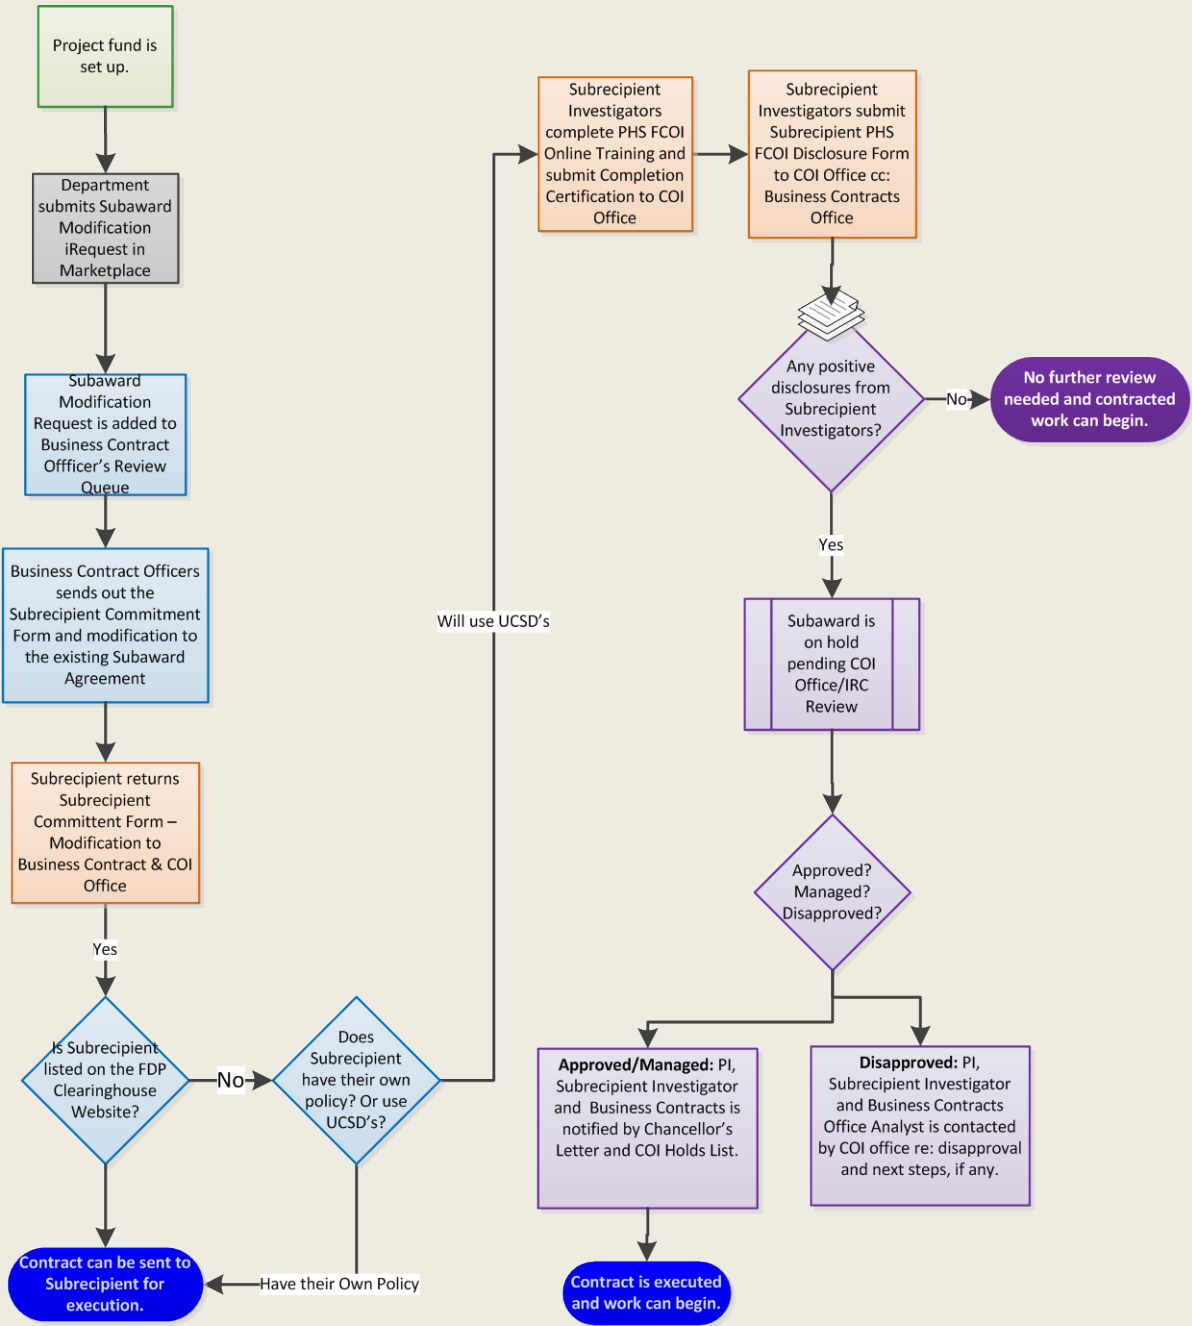 Project fund is
set up.
Department
submits Subaward
Modification
iRequest in
Marketplace
Subaward
Modification
Request is added to
Business Contract
Offficer's Review
Queue
Business Contract Officers
sends out the
Subrecipient Commitment
Form and modification to
the existing Subaward
Agreement
Subrecipient returns
Subrecipient
Committent Form –
Modification to
Business Contract & COI
Office
Yes
Is Subrecipient
listed on the FDP
Clearinghouse
Website?
No
Does
Subrecipient
have their own
policy? Or use
UCSD's?
Contract can be sent to
Subrecipient for
execution.
Have their Own Policy
Will use UCSD's
Subrecipient
Investigators
complete PHS FCOI
Online Training and
submit Completion
Certification to COI
Office
Subrecipient
Investigators submit
Subrecipient PHS
FCOI Disclosure Form
to COI Office cc:
Business Contracts
Office
Any positive
disclosures from
Subrecipient
Investigators?
No
No further review
needed and contracted
work can begin.
Yes
Subaward is
on hold
pending COI
Office/IRC
Review
Approved?
Managed?
Disapproved?
Approved/Managed: PI,
Subrecipient Investigator
and Business Contracts is
notified by Chancellor's
Letter and COI Holds List.
Disapproved: PI,
Subrecipient Investigator
and Business Contracts
Office Analyst is contacted
by COI office re: disapproval
and next steps, if any.
Contract is executed
and work can begin.